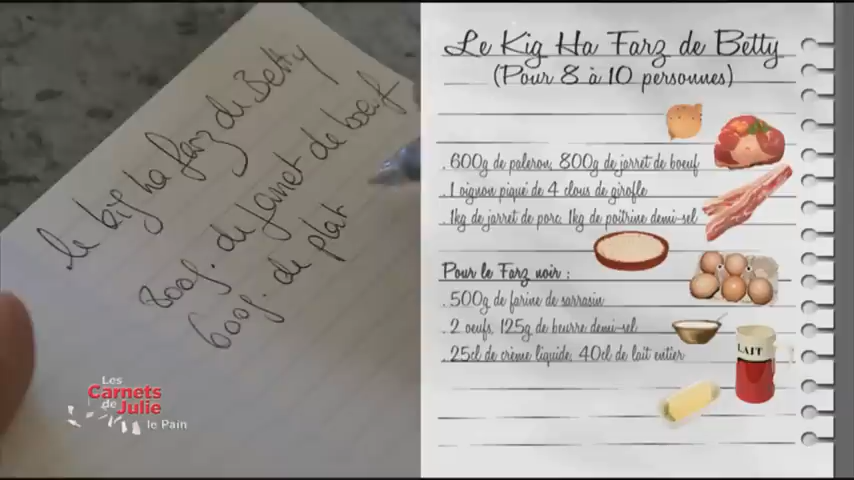 le kig ha farz de Betty
800g. de jarret de boeuf
600g. de plat
Les
Carnets
de
Julie
le Pain
Le Kig Ha Farz de Betty
(Pour 8 à 10 personnes)
. 600g de paleron, 800g de jarret de boeuf
. 1 oignon piqué de 4 clous de girofle
. 1kg de jarret de porc, 1kg de poitrine demi-sel
Pour le Farz noir :
. 500g de farine de sarrasin
. 2 oeufs, 125g de beurre demi-sel
. 25cl de crème liquide, 40cl de lait entier
LAIT